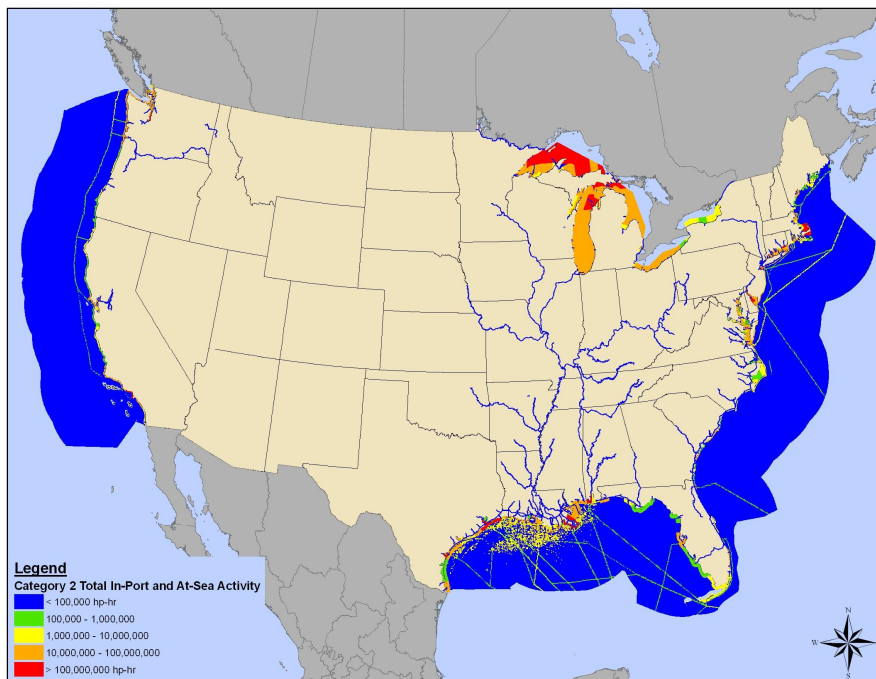 Legend
Category 2 Total In-Port and At-Sea Activity
< 100,000 hp-hr
100,000 - 1,000,000
1,000,000 - 10,000,000
10,000,000 - 100,000,000
> 100,000,000 hp-hr
N
W
E
S